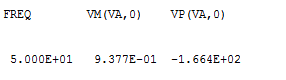 FREQ VM(VA,0) VP(VA,0)
5.000E+01 9.377E-01 -1.664E+02